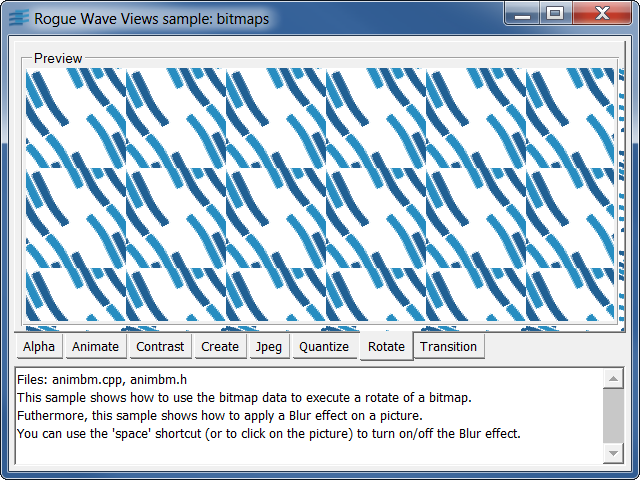 Rogue Wave Views sample: bitmaps
Preview
Alpha Animate Contrast Create Jpeg Quantize Rotate Transition
Files: animbm.cpp, animbm.h
This sample shows how to use the bitmap data to execute a rotate of a bitmap.
Futhermore, this sample shows how to apply a Blur effect on a picture.
You can use the 'space' shortcut (or to click on the picture) to turn on/off the Blur effect.